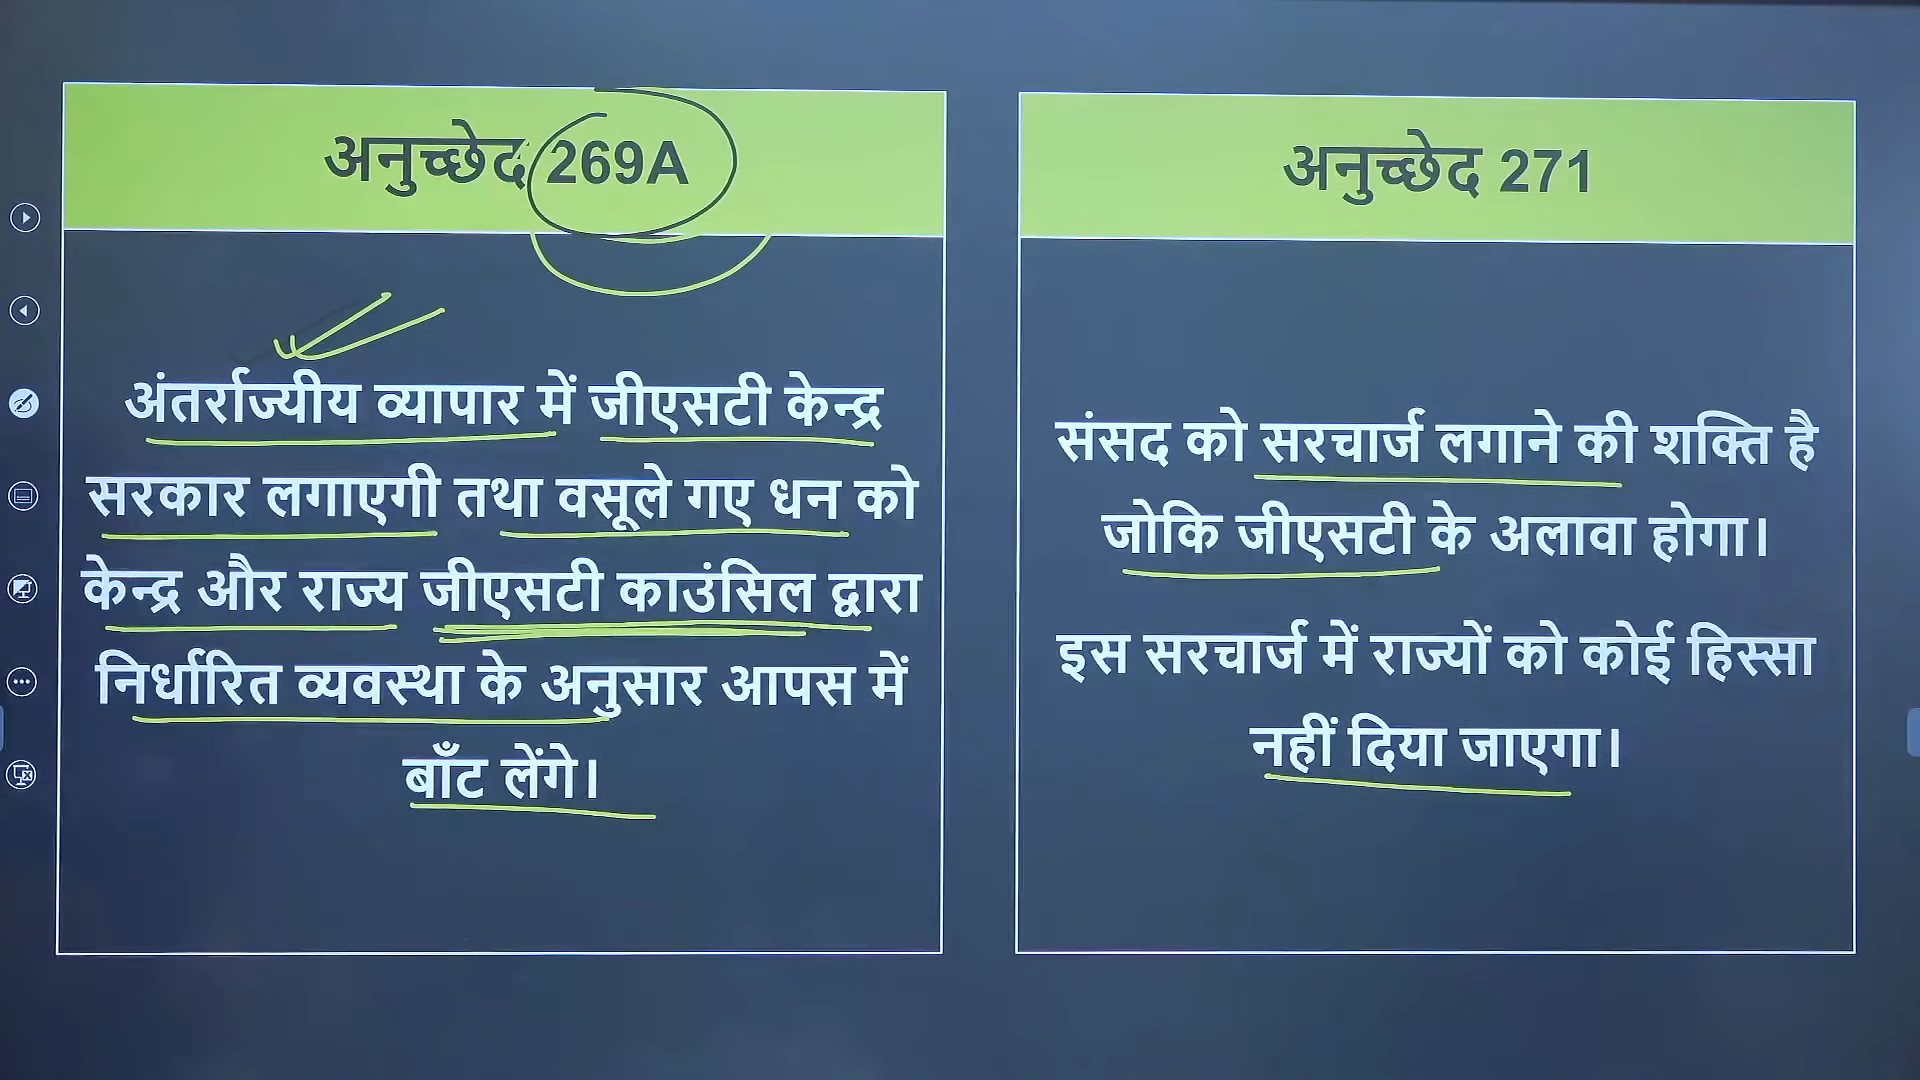 अनुच्छेद 269A
अंतर्राज्यीय व्यापार में जीएसटी केन्द्र
सरकार लगाएगी तथा वसूले गए धन को
केन्द्र और राज्य जीएसटी काउंसिल द्वारा
निर्धारित व्यवस्था के अनुसार आपस में
बाँट लेंगे।
अनुच्छेद 271
संसद को सरचार्ज लगाने की शक्ति है
जोकि जीएसटी के अलावा होगा।
इस सरचार्ज में राज्यों को कोई हिस्सा
नहीं दिया जाएगा।